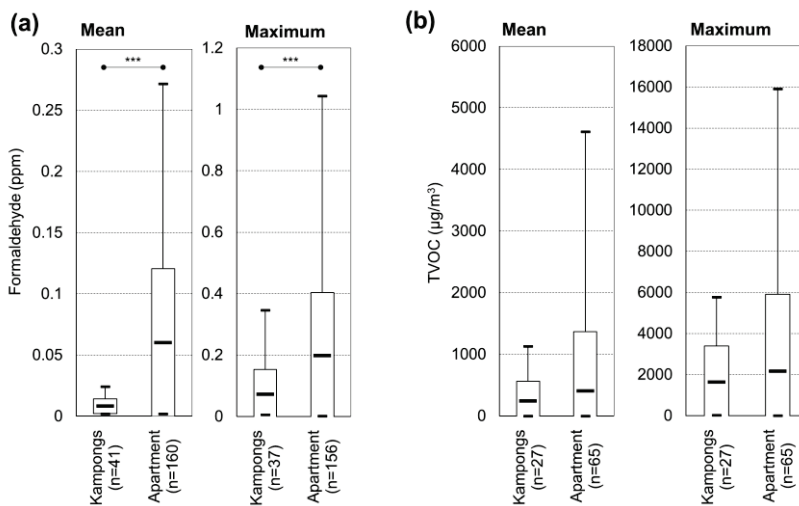 (a)
Mean
Maximum
***
***
Formaldehyde (ppm)
0.3
0.25
0.2
0.15
0.1
0.05
0
1.2
1
0.8
0.6
0.4
0.2
0
Kampongs
(n=41)
Apartment
(n=160)
Kampongs
(n=37)
Apartment
(n=156)
(b)
Mean
Maximum
TVOC (µg/m³)
6000
5000
4000
3000
2000
1000
0
18000
16000
14000
12000
10000
8000
6000
4000
2000
0
Kampongs
(n=27)
Apartment
(n=65)
Kampongs
(n=27)
Apartment
(n=65)